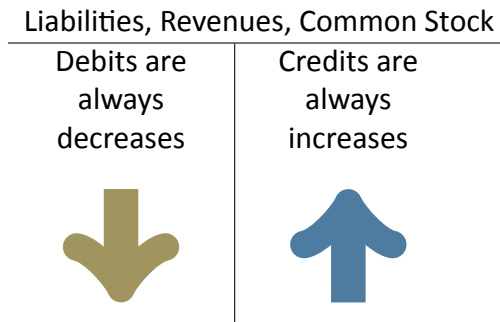 Liabilities, Revenues, Common Stock
Debits are
always
decreases
Credits are
always
increases